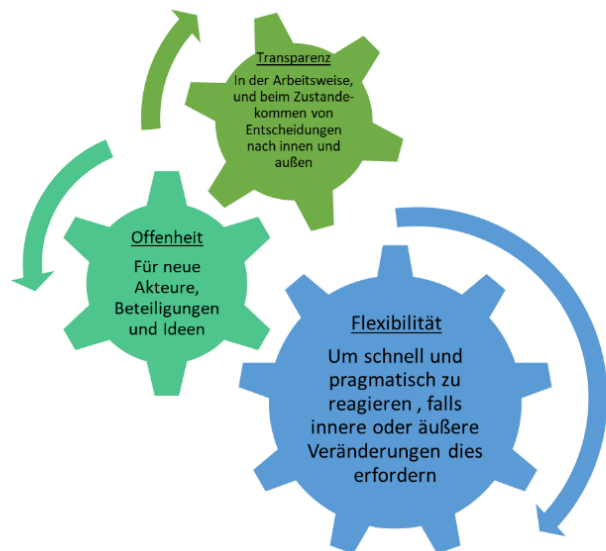 Transparenz
In der Arbeitsweise,
und beim Zustande-
kommen von
Entscheidungen
nach innen und
außen
Offenheit
Für neue
Akteure,
Beteiligungen
und Ideen
Flexibilität
Um schnell und
pragmatisch zu
reagieren , falls
innere oder äußere
Veränderungen dies
erfordern